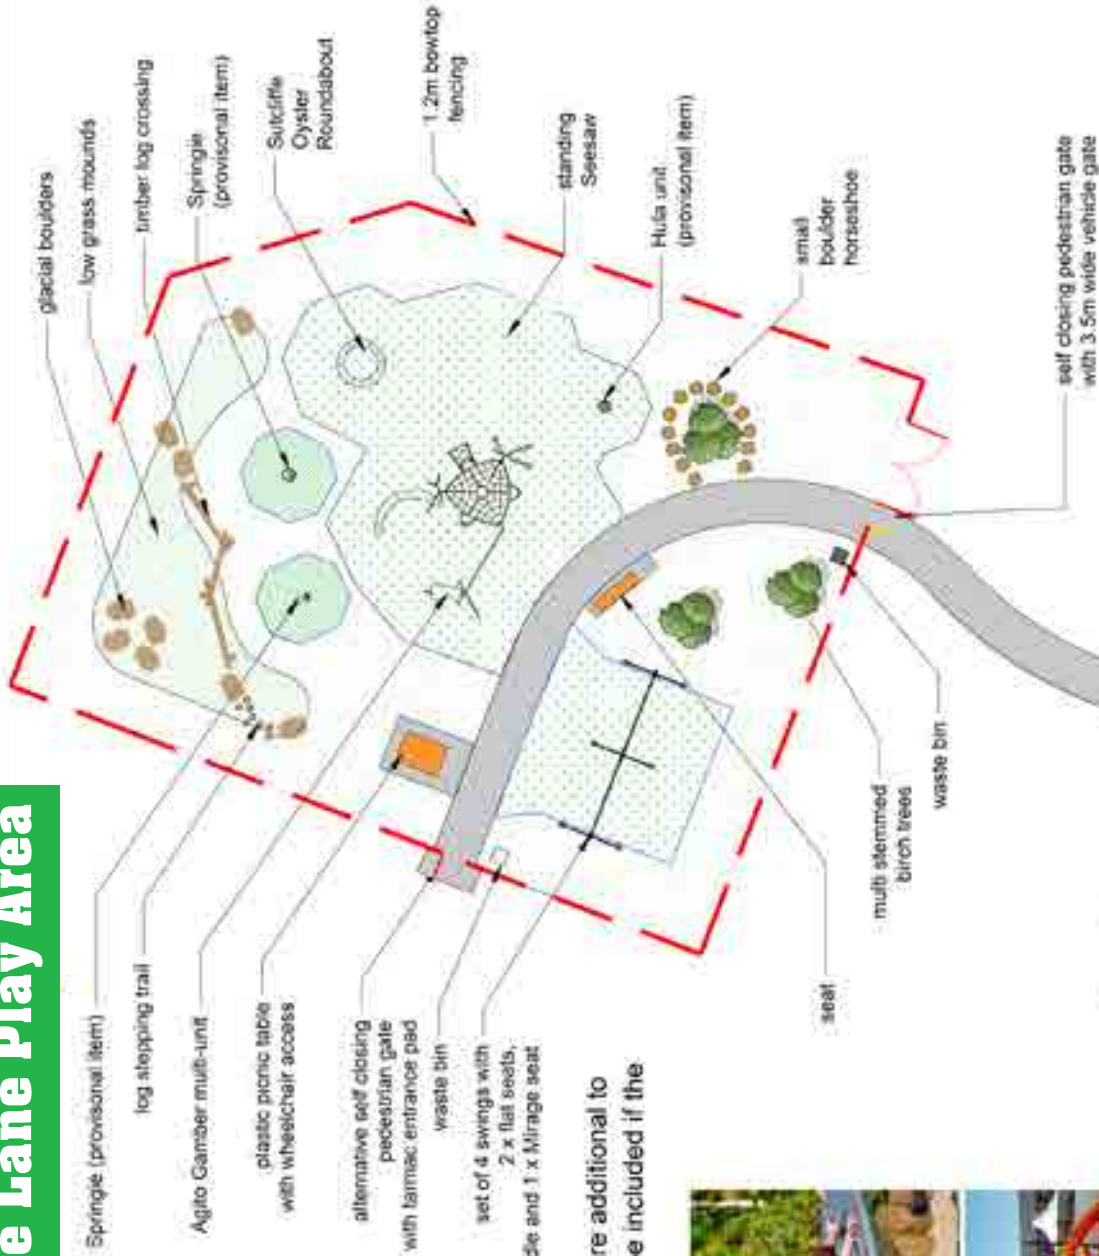 e Lane Play Area
glacial boulders
low grass mounds
timber log crossing
Springie
(provisonal item)
Sutcliffe
Oyster
Roundabout
1.2m bowtop
fencing
standing
Seesaw
Hula unit
(provisonal item)
small
boulder
horseshoe
self closing pedestrian gate
with 3.5m wide vehicle gate
Springie (provisonal item)
log stepping trail
Agito Gamber multi-unit
plastic picnic table
with wheelchair access
alternative self closing
pedestrian gate
with tarmac entrance pad
waste bin
set of 4 swings with
2 x flat seats,
dle and 1 x Mirage seat
seat
multi stemmed
birch trees
waste bin
re additional to
e included if the